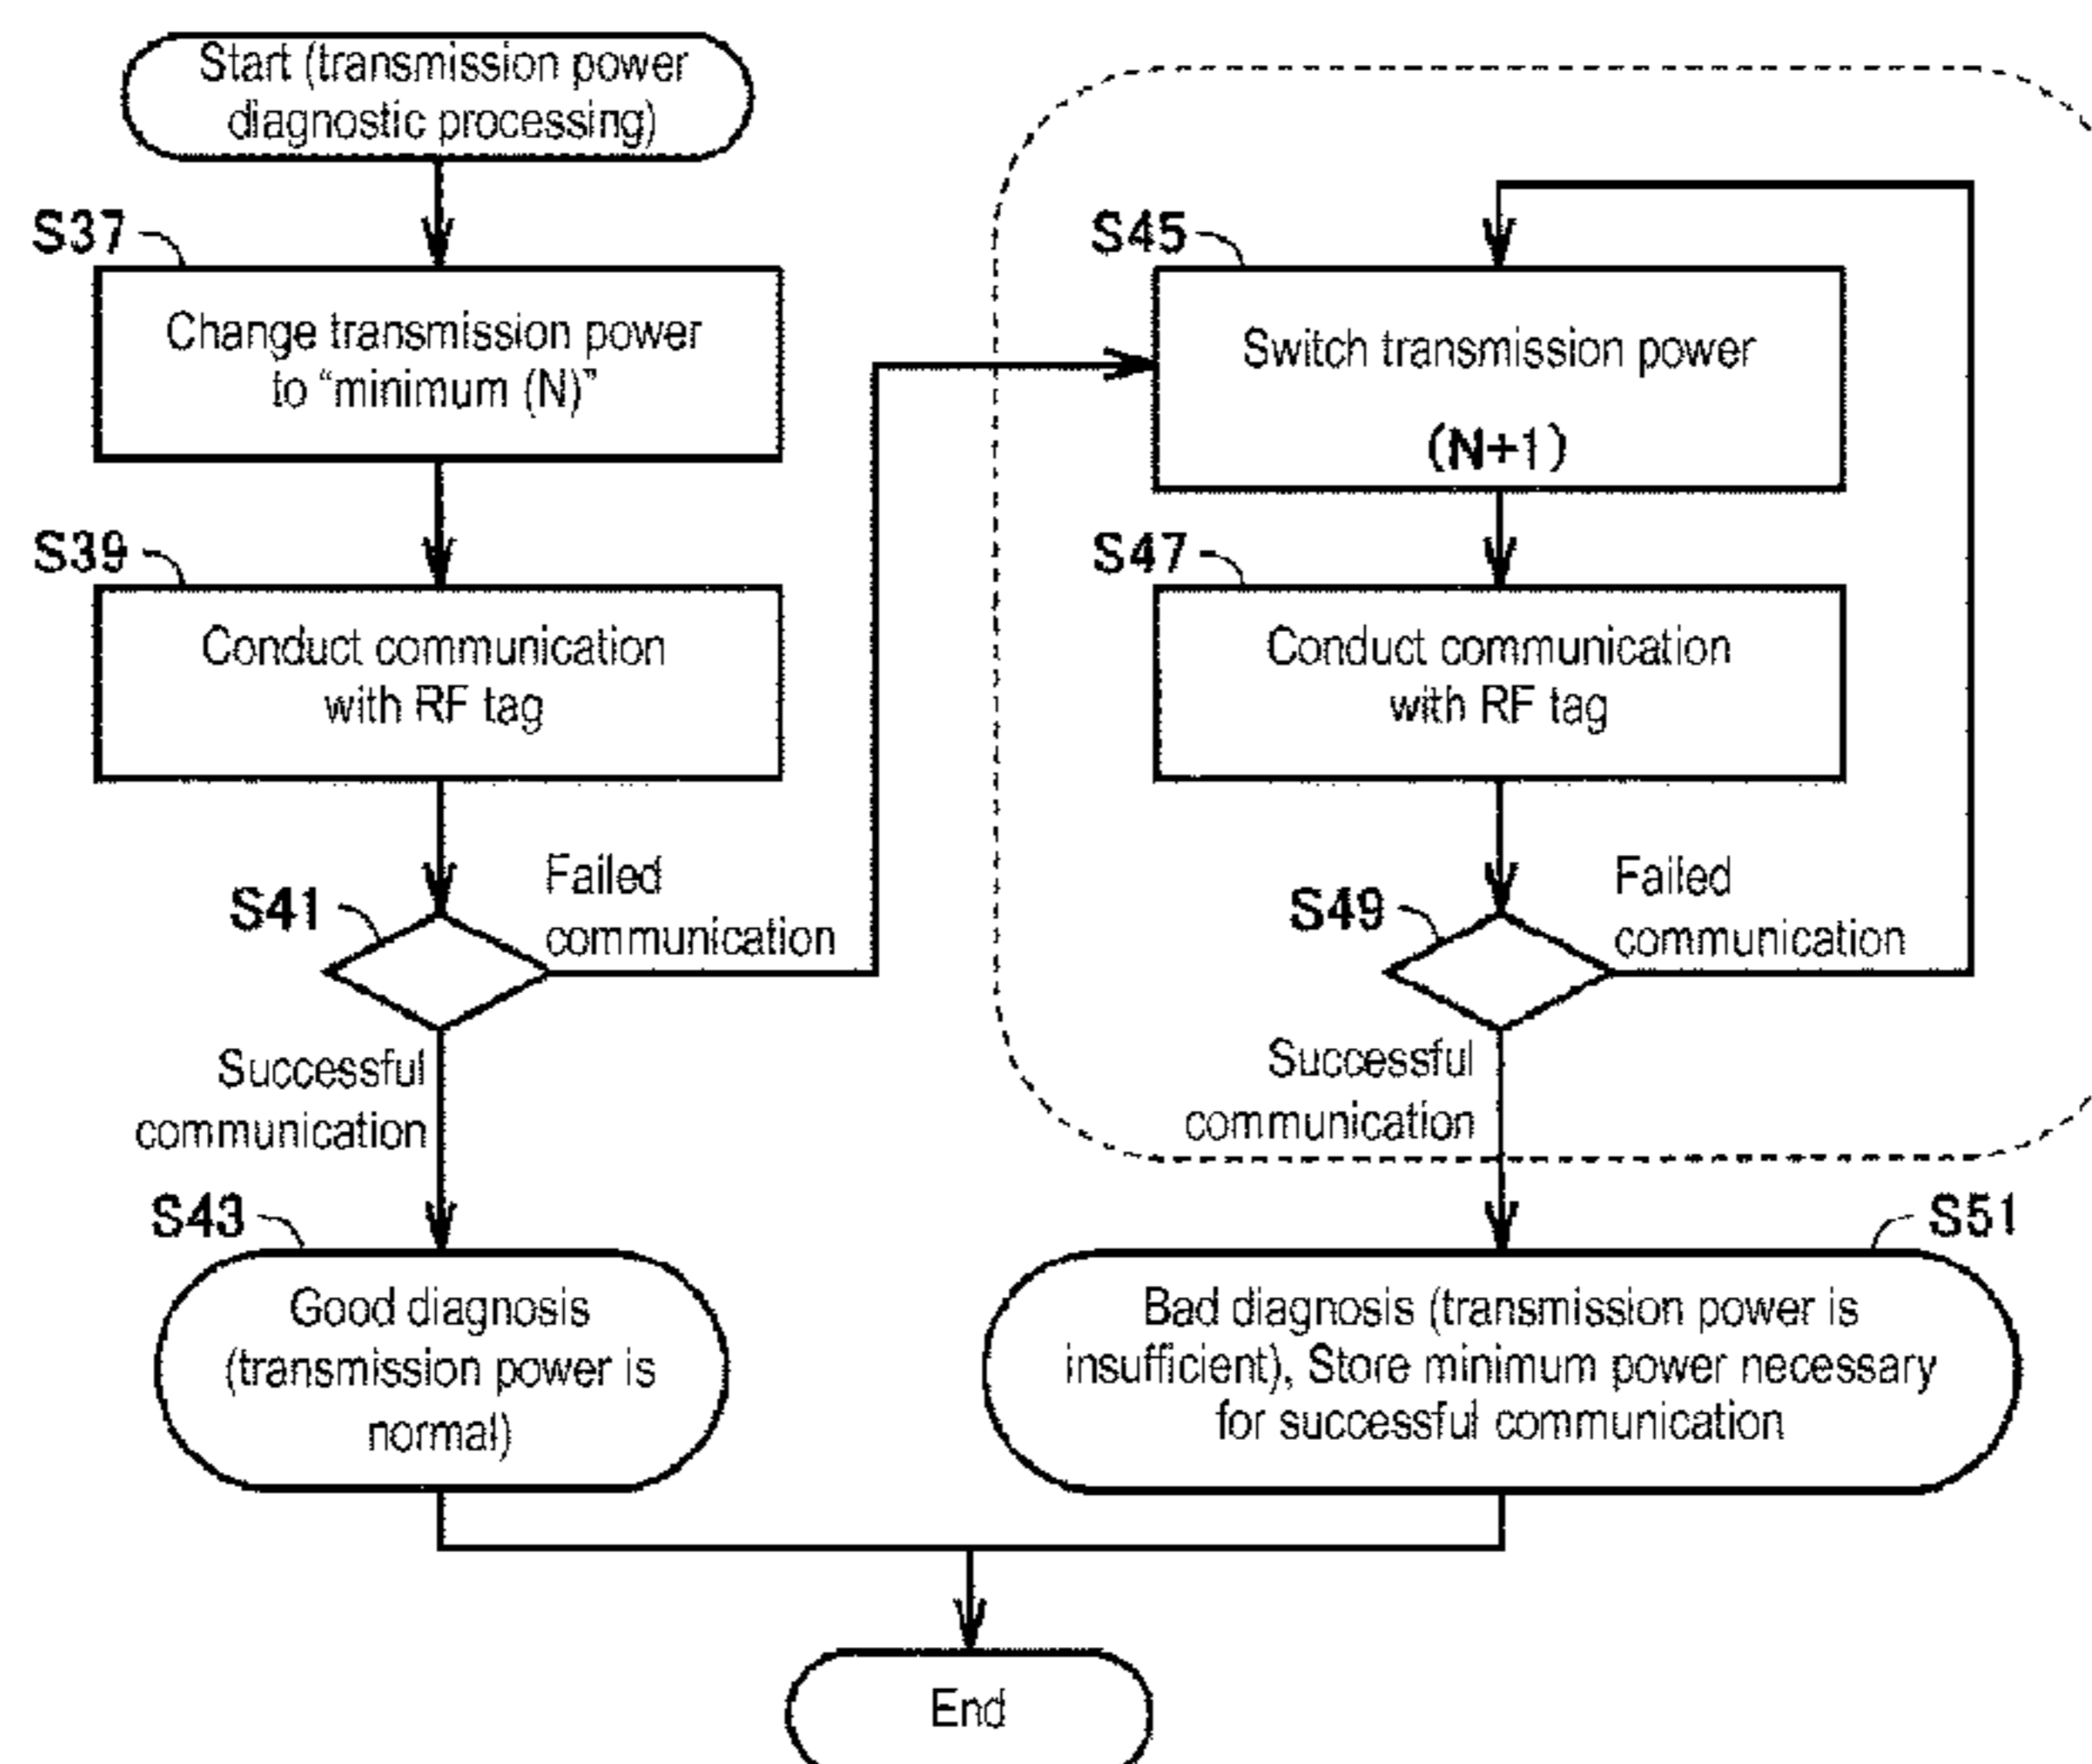 Start (transmission power
diagnostic processing)
S37
Change transmission power
to “minimum (N)”
S39
Conduct communication
with RF tag
S41
Failed
communication
Successful
communication
S43
Good diagnosis
(transmission power is
normal)
S45
Switch transmission power
(N+1)
S47
Conduct communication
with RF tag
S49
Failed
communication
Successful
communication
S51
Bad diagnosis (transmission power is
insufficient), Store minimum power necessary
for successful communication
End